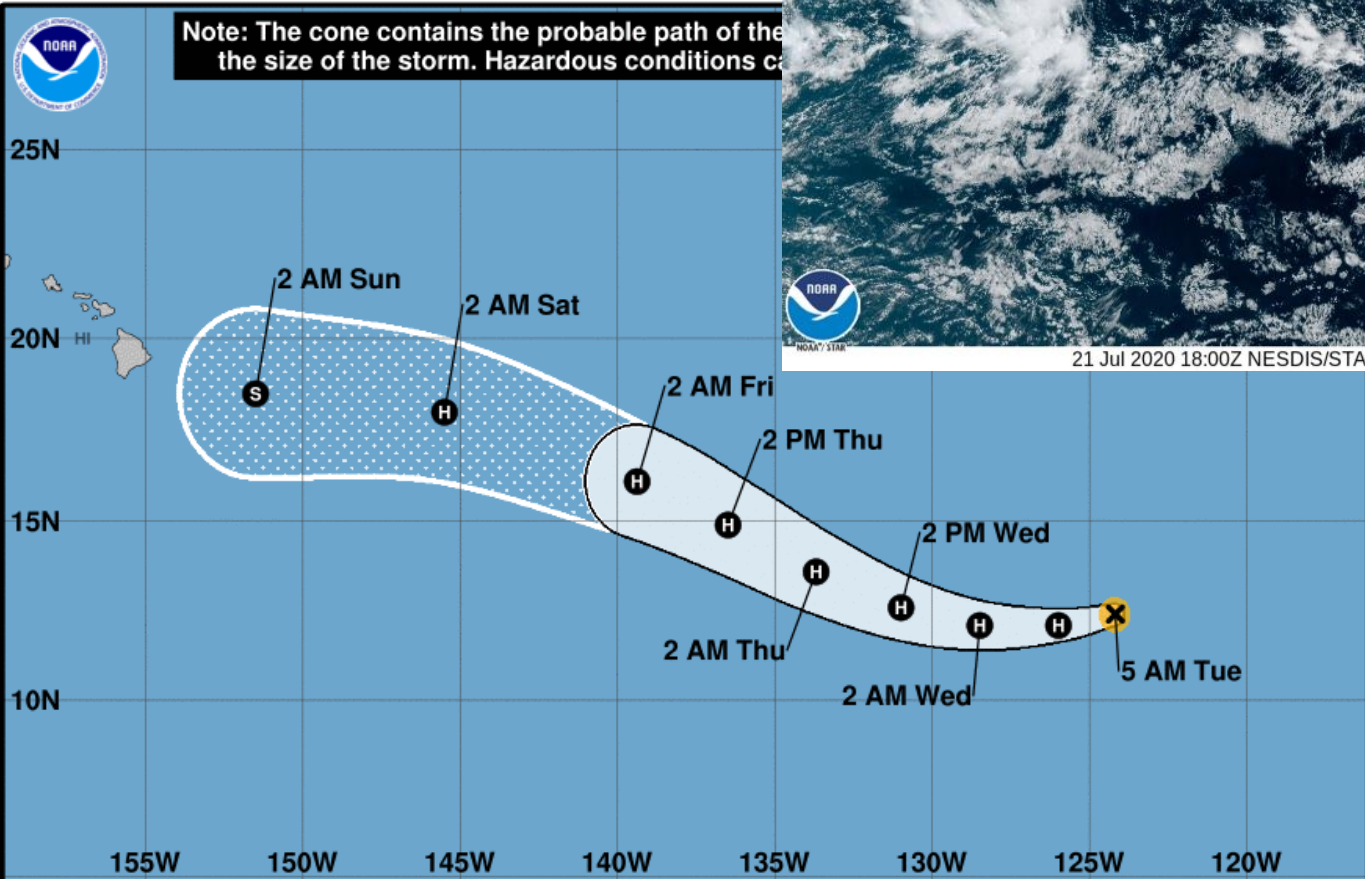 NOAA
Note: The cone contains the probable path of the
the size of the storm. Hazardous conditions
25N
2 AM Sun
2 AM Sat
20N
HI
NOAA
NOAA / STAR
21 Jul 2020 18:00Z NESDIS/STA
2 AM Fri
2 PM Thu
S
H
H
H
15N
2 PM Wed
H
H
H
H
X
2 AM Thu
5 AM Tue
2 AM Wed
10N
155W 150W 145W 140W 135W 130W 125W 120W